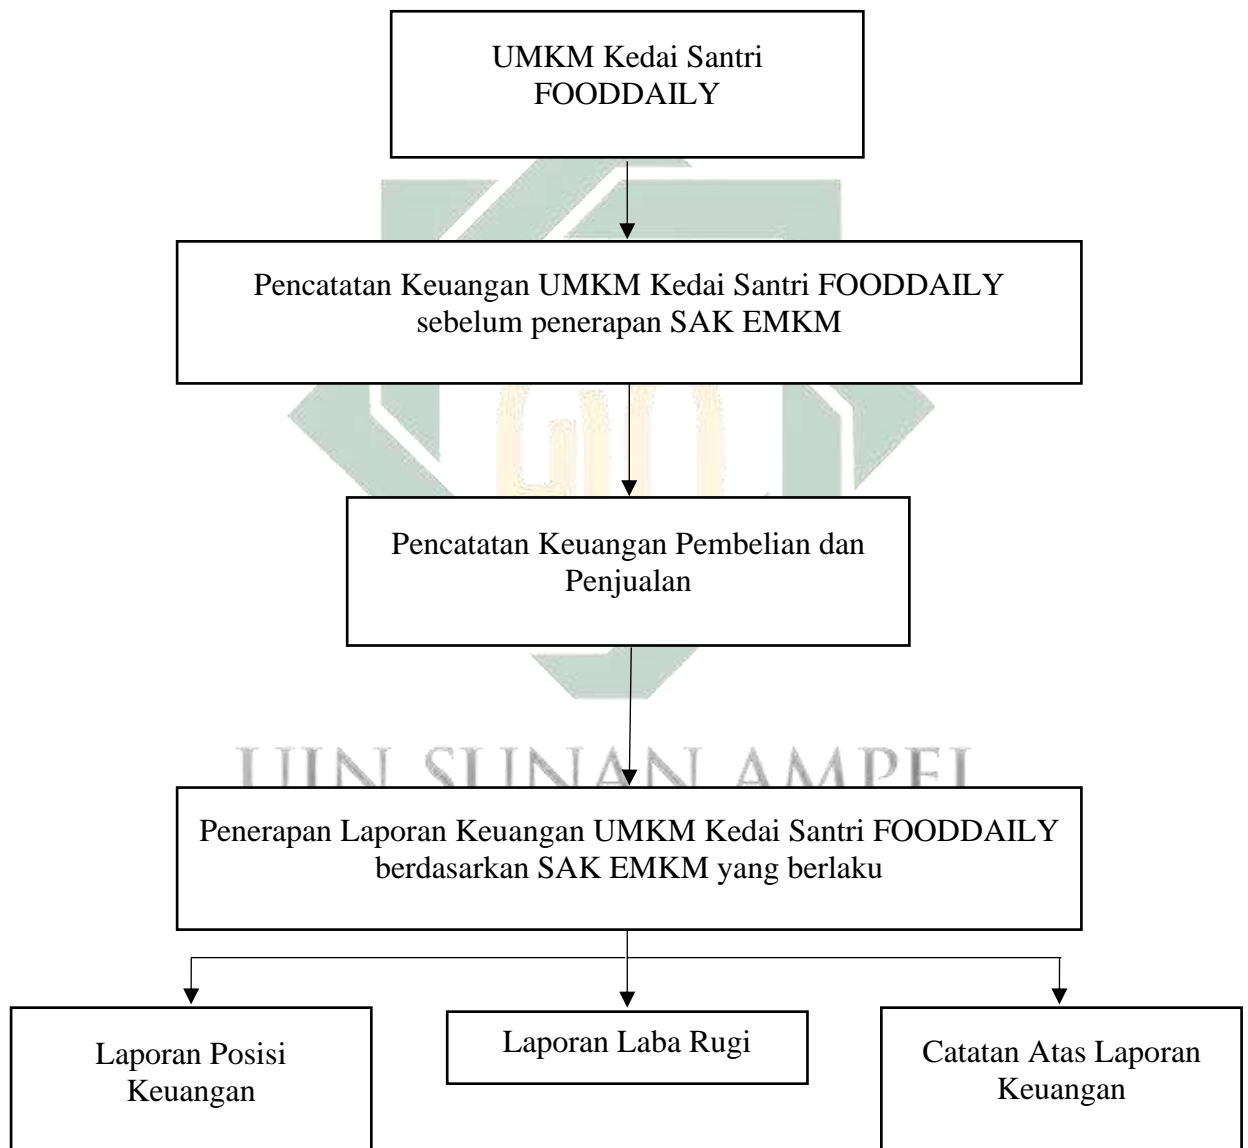 UMKM Kedai Santri
FOODDAILY
Pencatatan Keuangan UMKM Kedai Santri FOODDAILY
sebelum penerapan SAK EMKM
Pencatatan Keuangan Pembelian dan
Penjualan
UIN SUNAN AMPEL
Penerapan Laporan Keuangan UMKM Kedai Santri FOODDAILY
berdasarkan SAK EMKM yang berlaku
Laporan Posisi
Keuangan
Laporan Laba Rugi
Catatan Atas Laporan
Keuangan